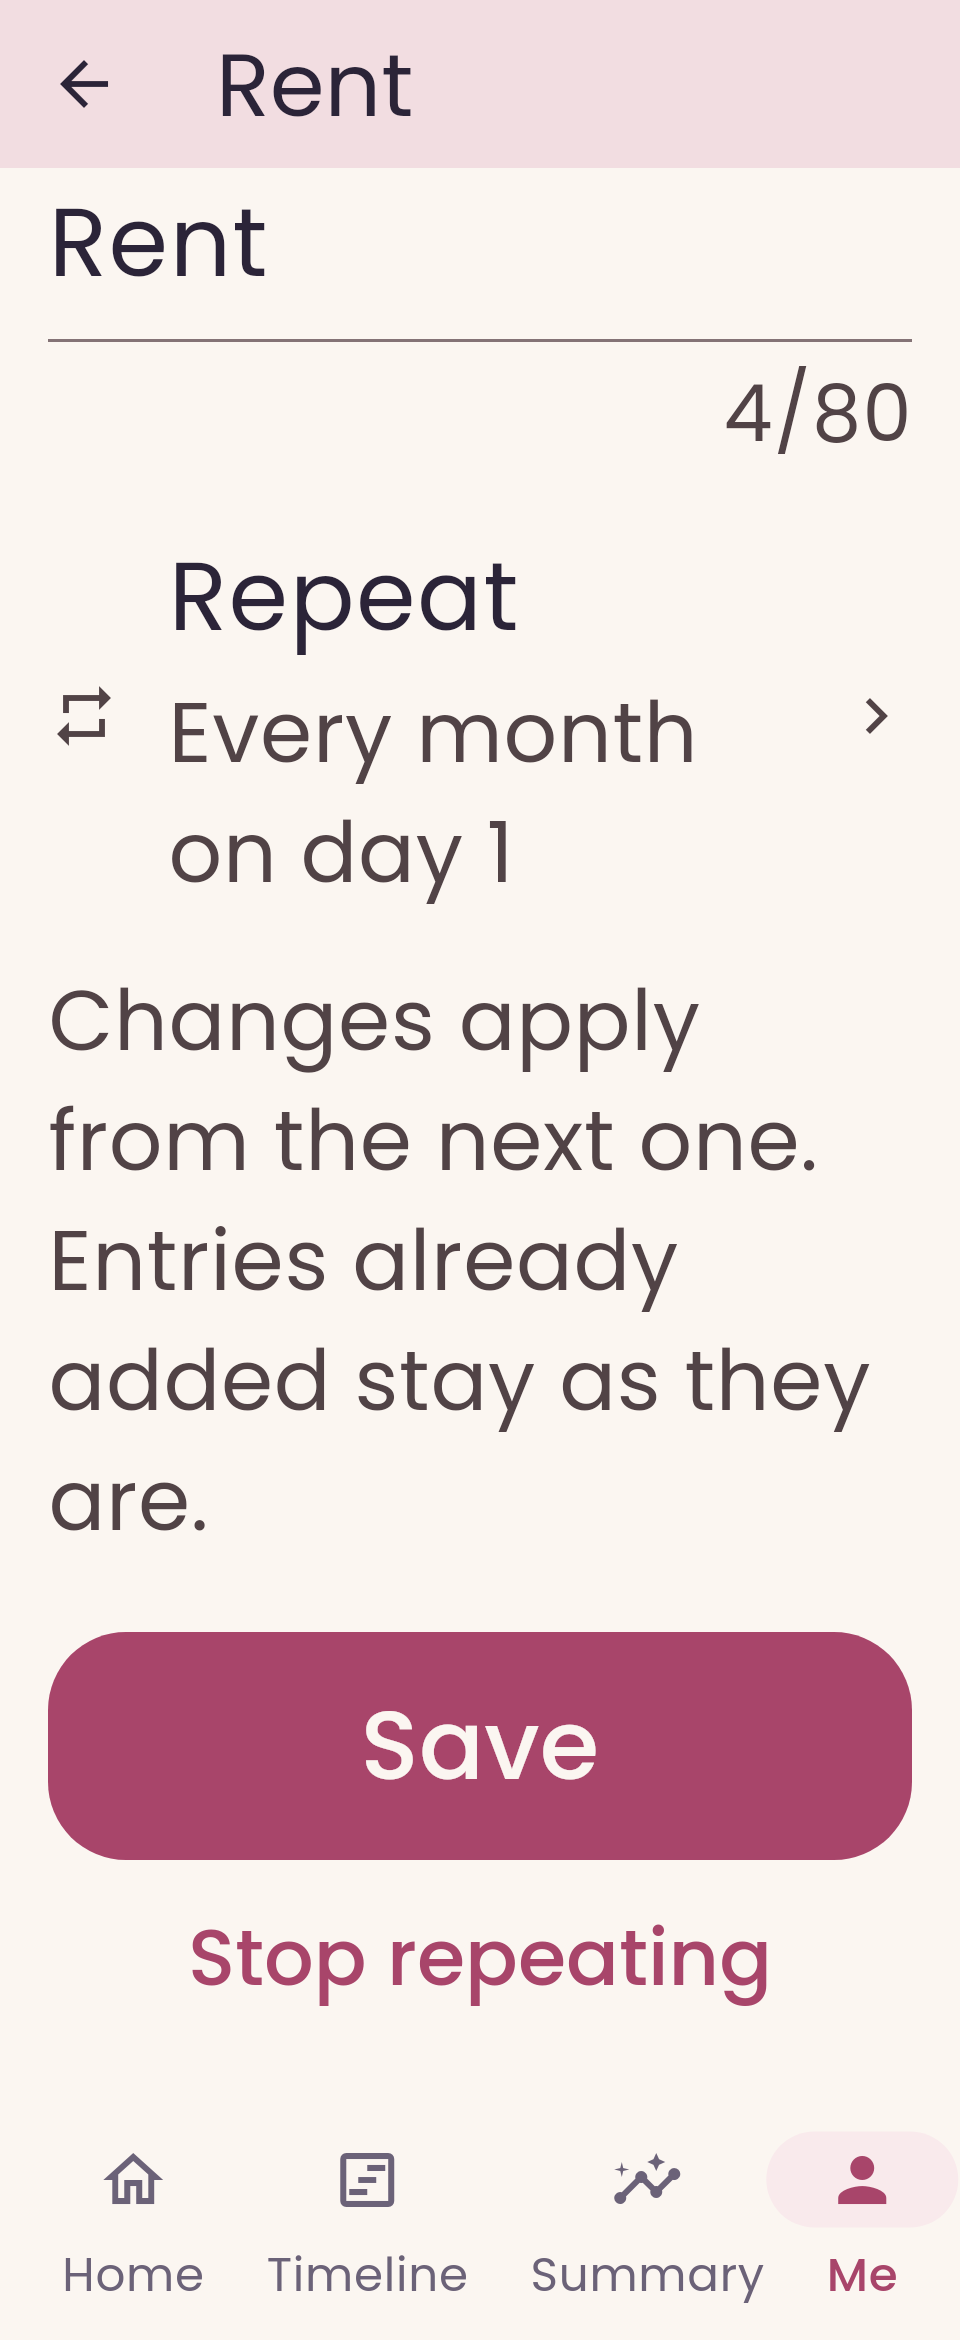 Rent
Rent
4/80
Repeat
Every month
on day 1
Changes apply
from the next one.
Entries already
added stay as they
are.
Save
Stop repeating
Home
Timeline
Summary
Me